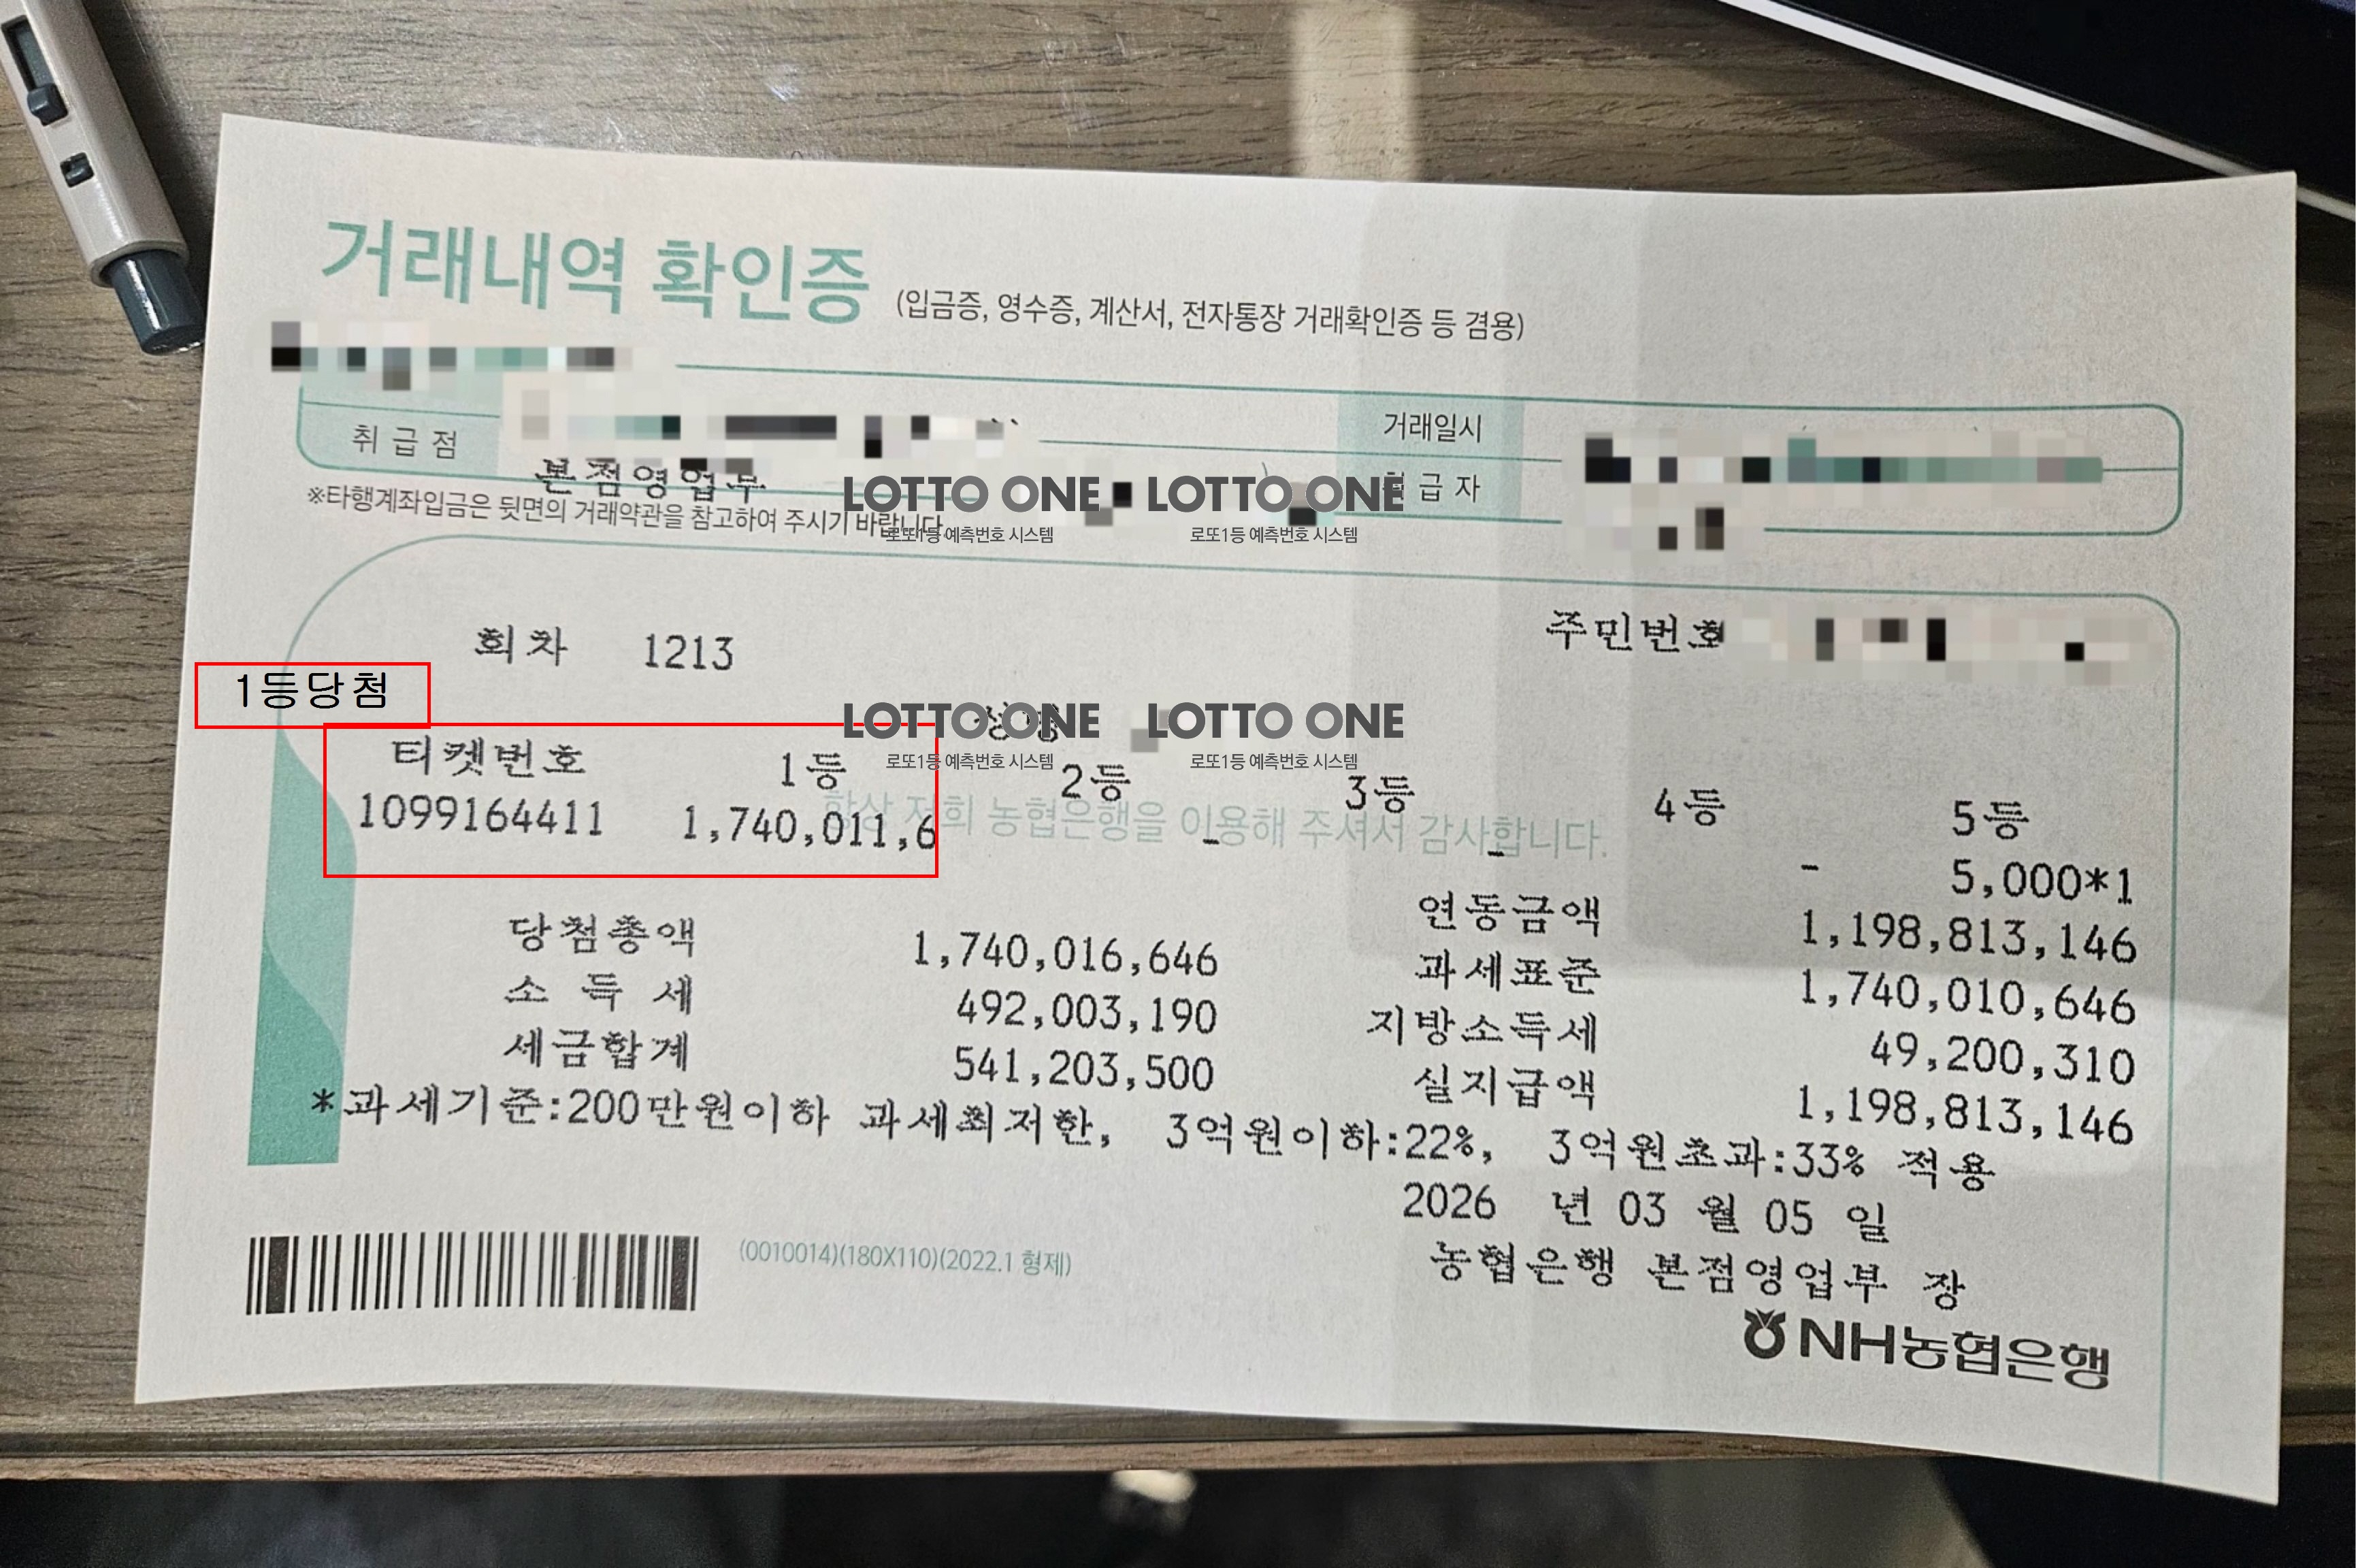 거래내역 확인증 (입금증, 영수증, 계산서, 전자통장 거래확인증 등 겸용)
거래일시
취급점 본점영업부
급자
※타행계좌입금은 뒷면의 거래약관을 참고하여 주시기 바랍니다.
LOTTO ONE LOTTO ONE
로또1등 예측번호 시스템 로또1등 예측번호 시스템
회차 1213 주민번호
1등당첨
LOTTO ONE LOTTO ONE
로또1등 예측번호 시스템 로또1등 예측번호 시스템
티켓번호 1등 2등 3등 4등 5등
1099164411 1,740,011,6 - - - 5,000*1
항상 저희 농협은행을 이용해 주셔서 감사합니다.
당첨총액 1,740,016,646 연동금액 1,198,813,146
소득세 492,003,190 과세표준 1,740,010,646
세금합계 541,203,500 지방소득세 49,200,310
실지급액 1,198,813,146
*과세기준:200만원이하 과세최저한, 3억원이하:22%, 3억원초과:33% 적용
2026 년 03 월 05 일
농협은행 본점영업부 장
(0010014)(180X110)(2022.1 형제)
NH농협은행